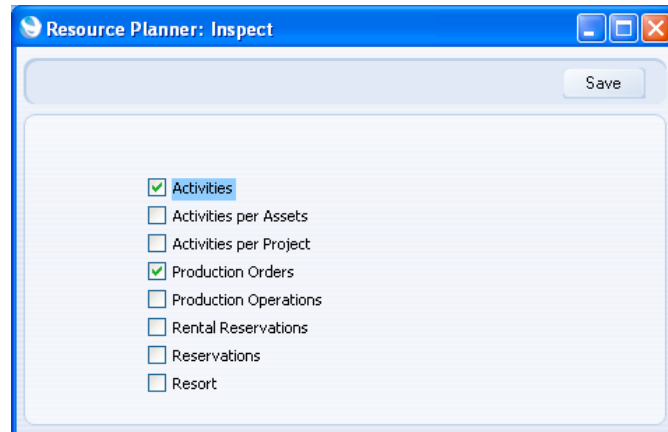 Resource Planner: Inspect
Save
Activities
Activities per Assets
Activities per Project
Production Orders
Production Operations
Rental Reservations
Reservations
Resort